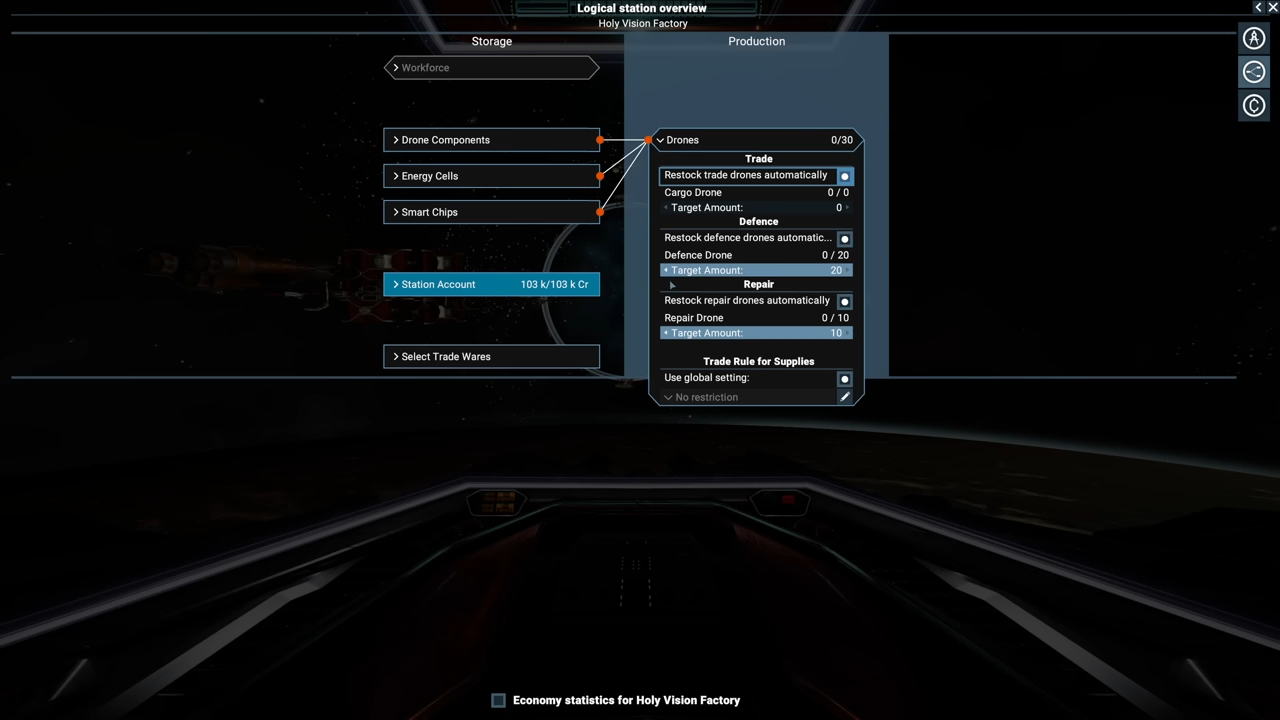 Logical station overview
Holy Vision Factory
Storage
Production
Workforce
Drone Components
Energy Cells
Smart Chips
Station Account 103 k/103 k Cr
Select Trade Wares
Drones 0/30
Trade
Restock trade drones automatically
Cargo Drone 0 / 0
Target Amount: 0
Defence
Restock defence drones automatic...
Defence Drone 0 / 20
Target Amount: 20
Repair
Restock repair drones automatically
Repair Drone 0 / 10
Target Amount: 10
Trade Rule for Supplies
Use global setting:
No restriction
Economy statistics for Holy Vision Factory